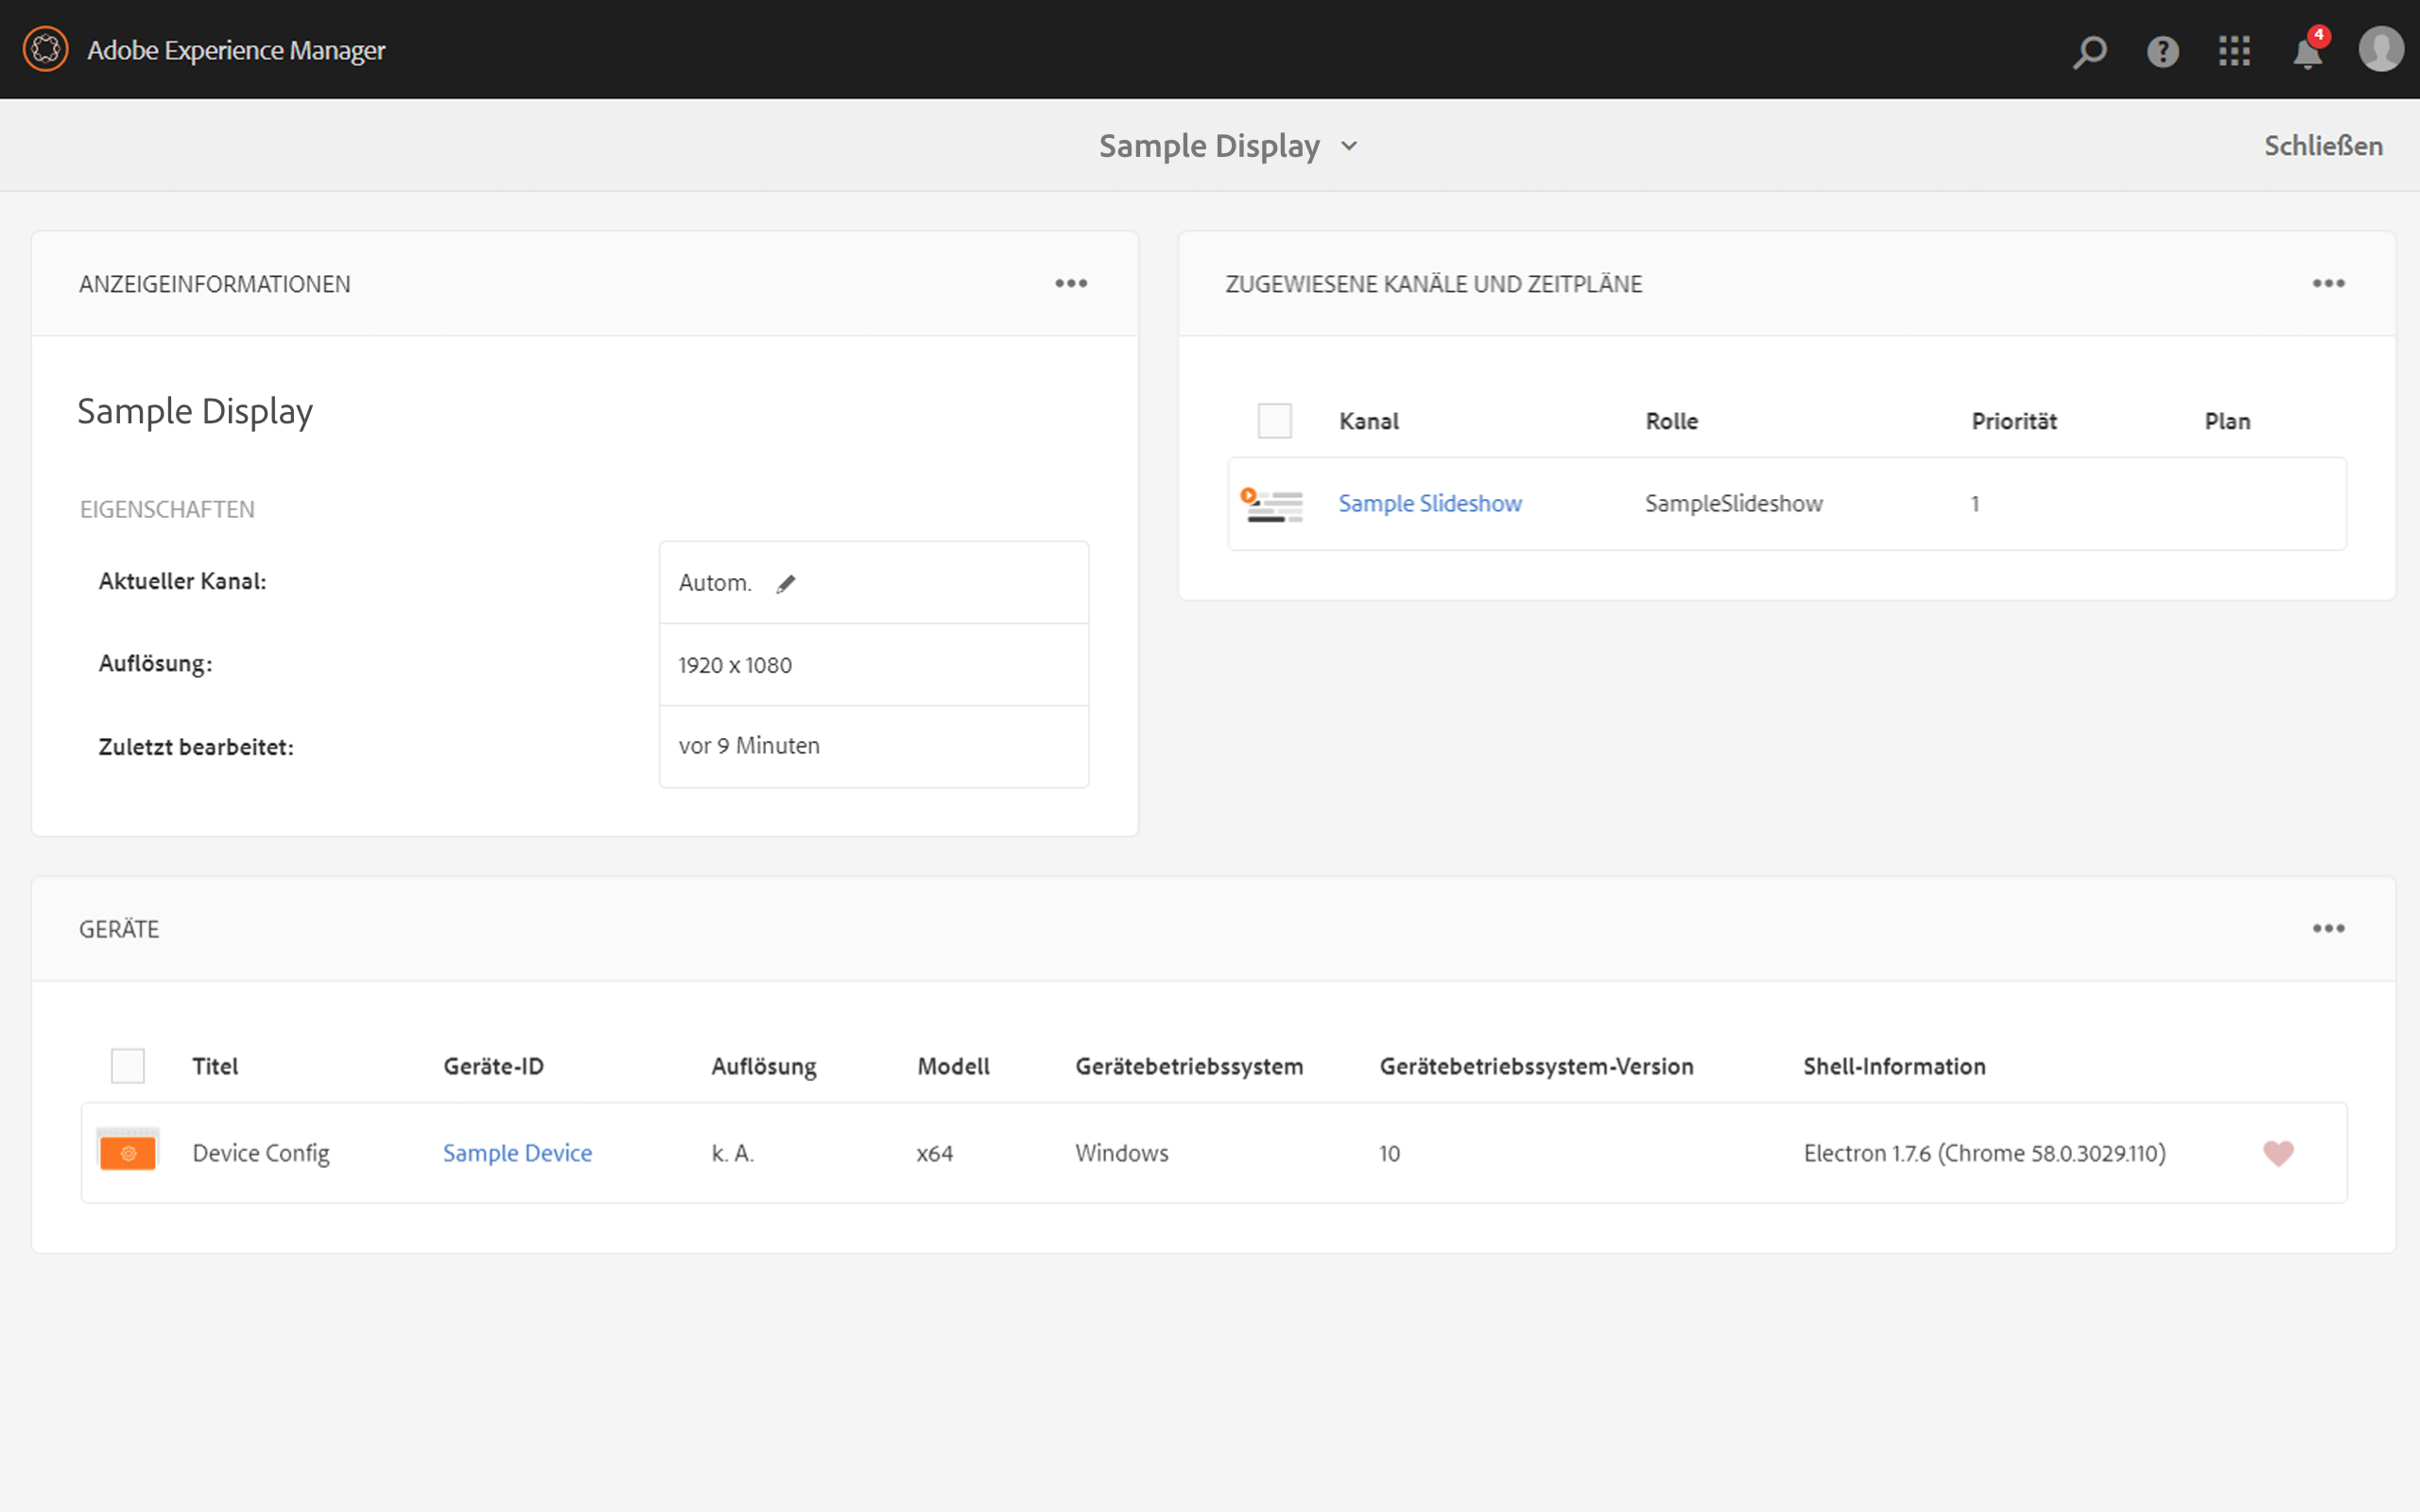 Adobe Experience Manager
4
Sample Display
Schließen
ANZEIGEINFORMATIONEN
Sample Display
EIGENSCHAFTEN
Aktueller Kanal: Autom.
Auflösung: 1920 x 1080
Zuletzt bearbeitet: vor 9 Minuten
ZUGEWIESENE KANÄLE UND ZEITPLÄNE
Kanal Rolle Priorität Plan
Sample Slideshow SampleSlideshow 1
GERÄTE
Titel Geräte-ID Auflösung Modell Gerätebetriebssystem Gerätebetriebssystem-Version Shell-Information
Device Config Sample Device k. A. x64 Windows 10 Electron 1.7.6 (Chrome 58.0.3029.110)